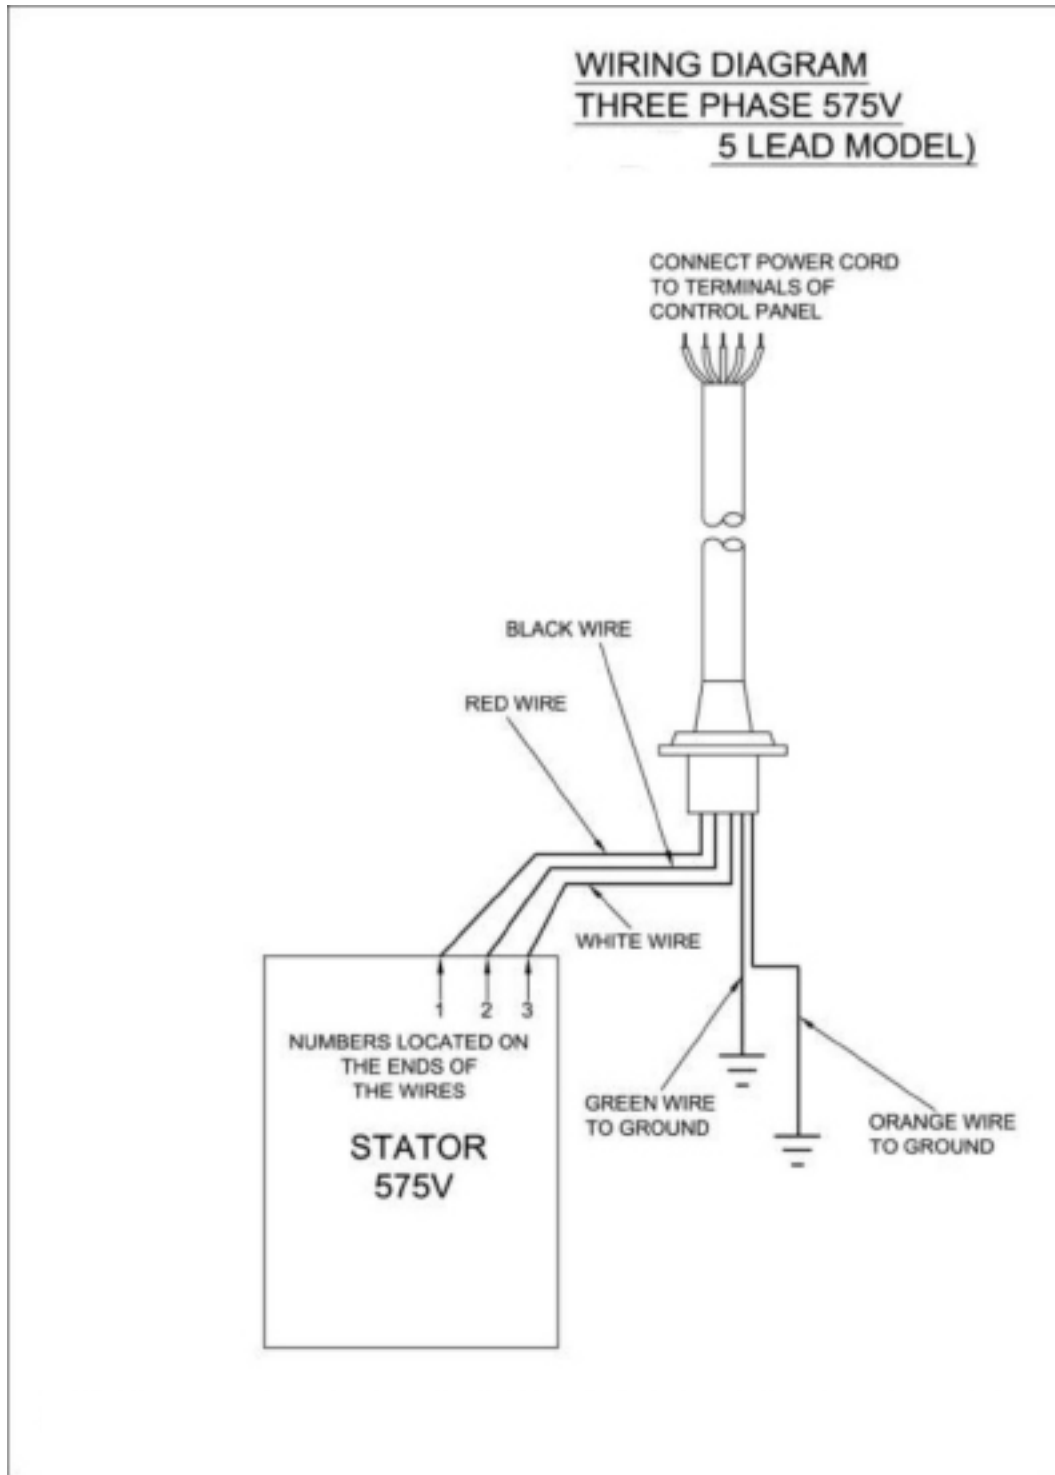 WIRING DIAGRAM
THREE PHASE 575V
5 LEAD MODEL)
CONNECT POWER CORD
TO TERMINALS OF
CONTROL PANEL
BLACK WIRE
RED WIRE
WHITE WIRE
1 2 3
NUMBERS LOCATED ON
THE ENDS OF
THE WIRES
STATOR
575V
GREEN WIRE
TO GROUND
ORANGE WIRE
TO GROUND